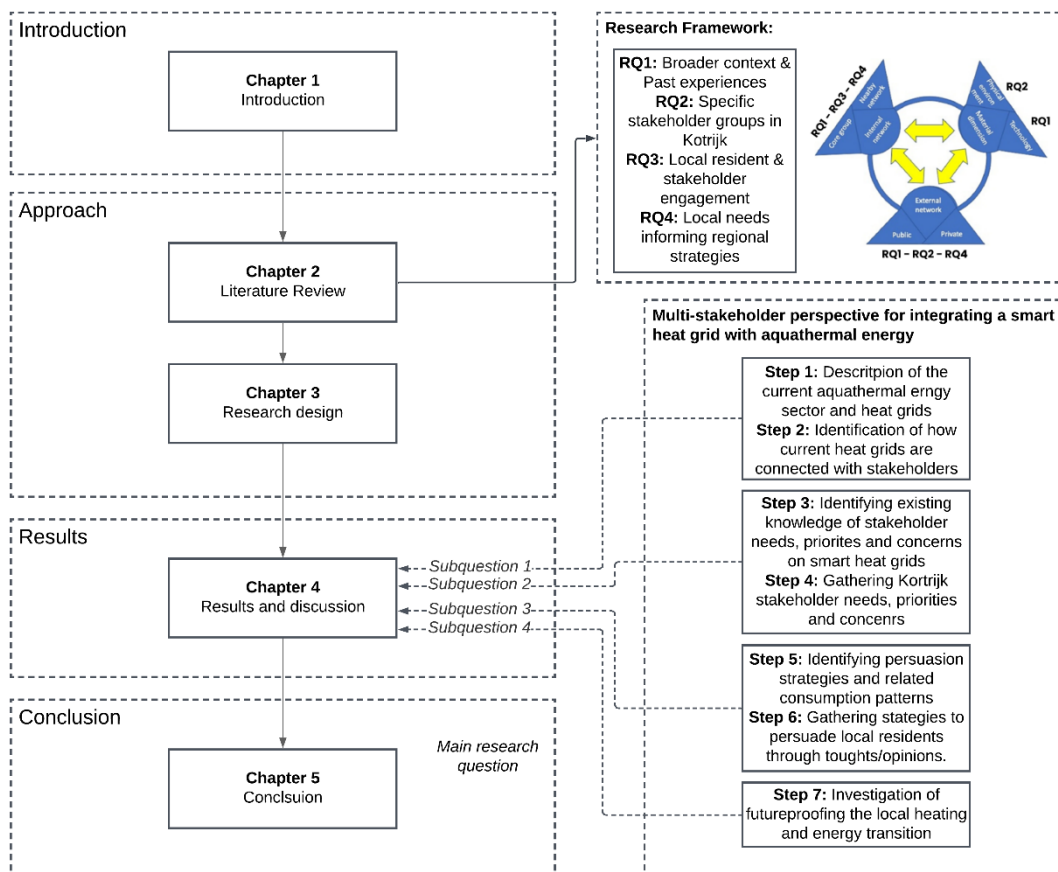 Introduction
Chapter 1
Introduction
Approach
Chapter 2
Literature Review
Chapter 3
Research design
Results
Chapter 4
Results and discussion
Subquestion 1
Subquestion 2
Subquestion 3
Subquestion 4
Conclusion
Chapter 5
Conclsuion
Main research
question
Research Framework:
RQ1: Broader context &
Past experiences
RQ2: Specific
stakeholder groups in
Kotrijk
RQ3: Local resident &
stakeholder
engagement
RQ4: Local needs
informing regional
strategies
RQ1 – RQ3 – RQ4
Nearby
network
Core group
Internal
network
Physical
environ
ment
RQ2
Material
dimension
Technology
RQ1
External
network
Public
Private
RQ1 – RQ2 – RQ4
Multi-stakeholder perspective for integrating a smart
heat grid with aquathermal energy
Step 1: Descritpion of the
current aquathermal erngy
sector and heat grids
Step 2: Identification of how
current heat grids are
connected with stakeholders
Step 3: Identifying existing
knowledge of stakeholder
needs, priorites and concerns
on smart heat grids
Step 4: Gathering Kortrijk
stakeholder needs, priorities
and concenrs
Step 5: Identifying persuasion
strategies and related
consumption patterns
Step 6: Gathering stategies to
persuade local residents
through toughts/opinions.
Step 7: Investigation of
futureproofing the local heating
and energy transition